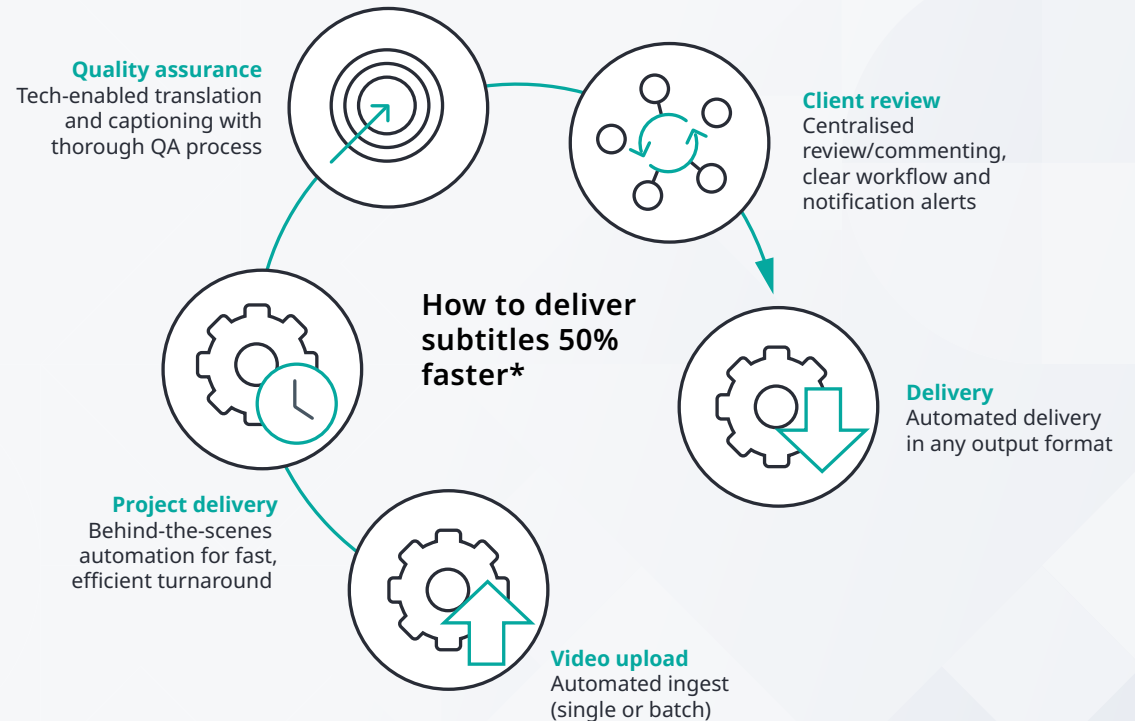 Quality assurance
Tech-enabled translation
and captioning with
thorough QA process
Client review
Centralised
review/commenting,
clear workflow and
notification alerts
How to deliver
subtitles 50%
faster*
Delivery
Automated delivery
in any output format
Project delivery
Behind-the-scenes
automation for fast,
efficient turnaround
Video upload
Automated ingest
(single or batch)